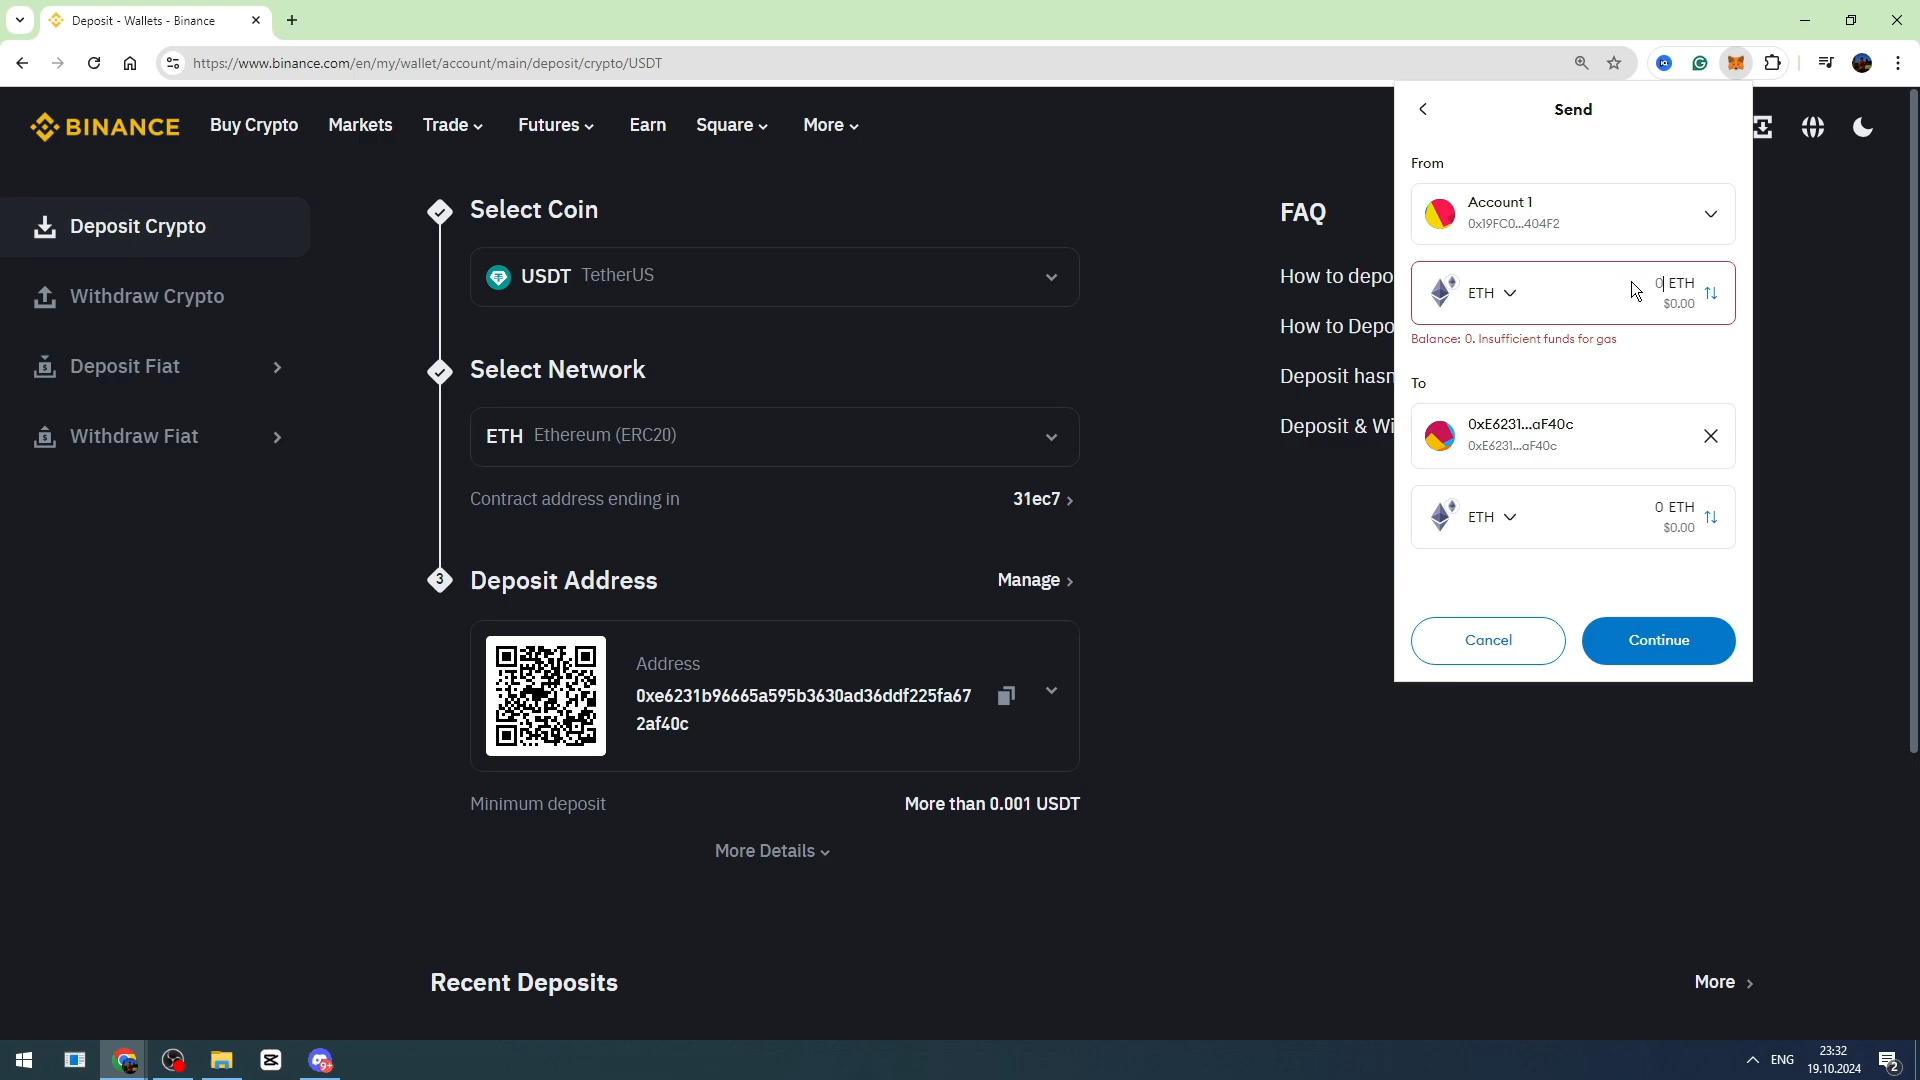 Deposit - Wallets - Binance
https://www.binance.com/en/my/wallet/account/main/deposit/crypto/USDT
BINANCE
Buy Crypto
Markets
Trade
Futures
Earn
Square
More
Deposit Crypto
Withdraw Crypto
Deposit Fiat
Withdraw Fiat
Select Coin
USDT TetherUS
Select Network
ETH Ethereum (ERC20)
Contract address ending in
31ec7
3
Deposit Address
Manage
Address
0xe6231b96665a595b3630ad36ddf225fa67
2af40c
Minimum deposit
More than 0.001 USDT
More Details
FAQ
How to depo
How to Depo
Deposit hasn
Deposit & Wi
Recent Deposits
More
Send
From
Account 1
0x19FC0...404F2
ETH
0 ETH
$0.00
Balance: 0. Insufficient funds for gas
To
0xE6231...aF40c
0xE6231...aF40c
ETH
0 ETH
$0.00
Cancel
Continue
9+
ENG
23:32
19.10.2024
2